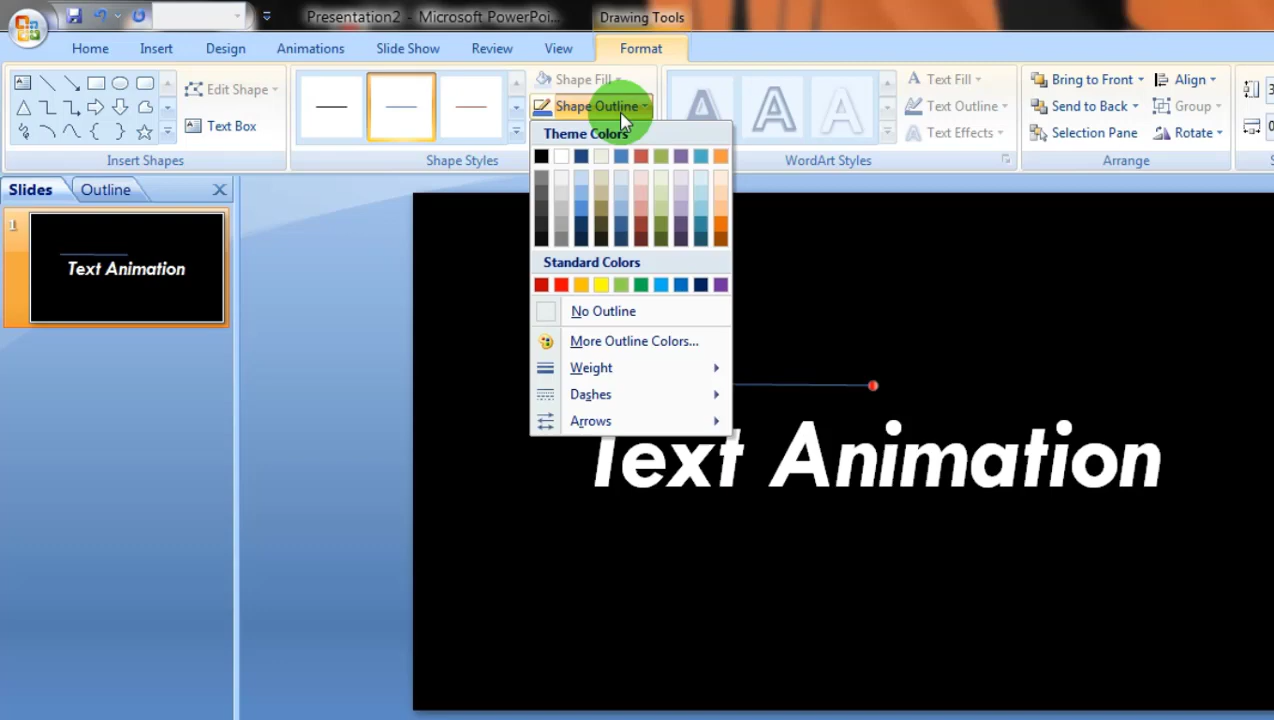 Presentation2 - Microsoft PowerPoi...
Drawing Tools
Home Insert Design Animations Slide Show Review View Format
Edit Shape
Text Box
Insert Shapes
Shape Fill
Shape Outline
Shape Styles
Text Fill
Text Outline
Text Effects
WordArt Styles
Bring to Front
Send to Back
Selection Pane
Align
Group
Rotate
Arrange
Theme Colors
Standard Colors
No Outline
More Outline Colors...
Weight
Dashes
Arrows
Slides Outline
1
Text Animation
Text Animation